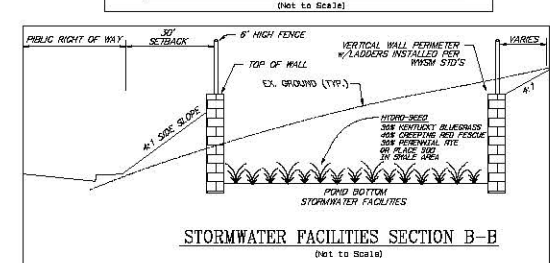 (Not to Scale)
PIBLIC RIGHT OF WAY
30'
SETBACK
6' HIGH FENCE
VARIES
VERTICAL WALL PERIMETER
w/LADDERS INSTALLED PER
WWSM STD'S
TOP OF WALL
EX. GROUND (TYP.)
4:1
4:1 SIDE SLOPE
HYDRO-SEED
30% KENTUCKY BLUEGRASS
40% CREEPING RED FESCUE
30% PERENNIAL RYE
OR PLACE SOD
IN SWALE AREA
POND BOTTOM
STORMWATER FACILITIES
STORMWATER FACILITIES SECTION B-B
(Not to Scale)